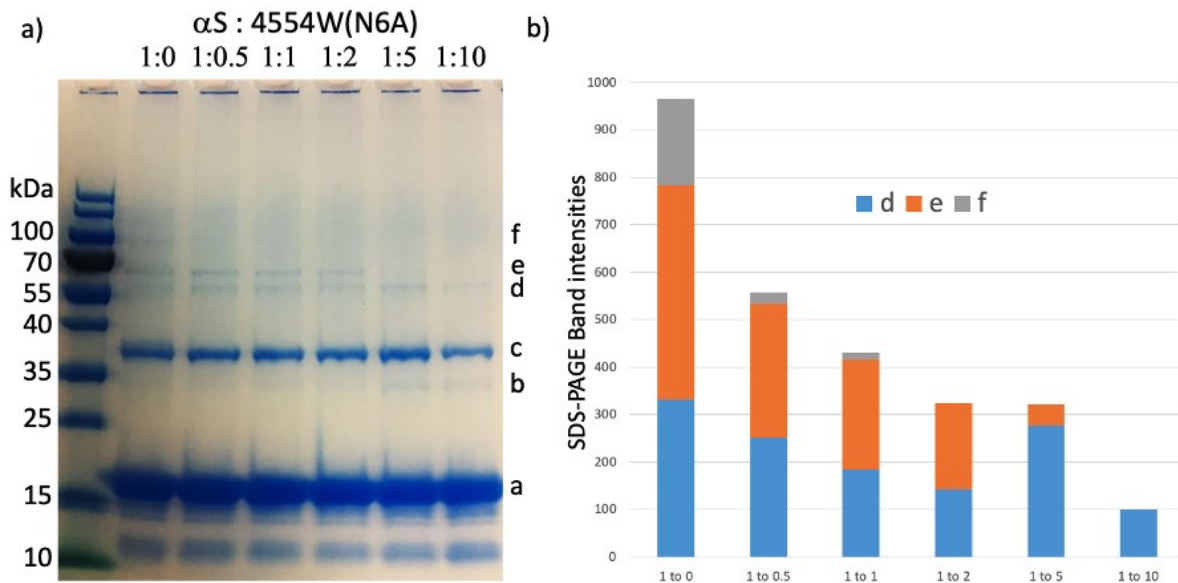 a)
αS : 4554W(N6A)
1:0 1:0.5 1:1 1:2 1:5 1:10
kDa
100
70
55
40
35
25
15
10
f
e
d
c
b
a
b)
SDS-PAGE Band intensities
1000
900
800
700
600
500
400
300
200
100
0
d e f
1 to 0 1 to 0.5 1 to 1 1 to 2 1 to 5 1 to 10